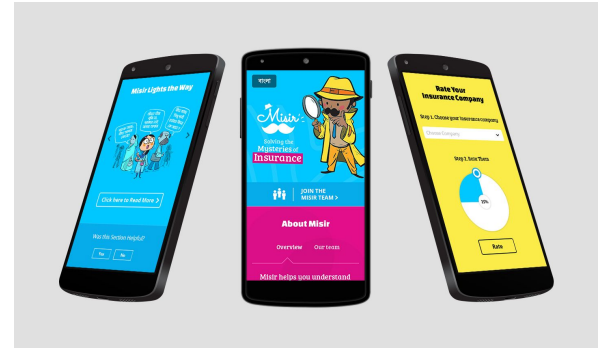 Misir Lights the Way
Click here to Read More >
Was this Section Helpful?
Yes
No
বাংলা
Misir
Solving the
Mysteries of
Insurance
JOIN THE
MISIR TEAM >
About Misir
Overview
Our team
Misir helps you understand
Rate Your
Insurance Company
Step 1. Choose your insurance company
Choose Company
Step 2. Rate Them
25%
Rate